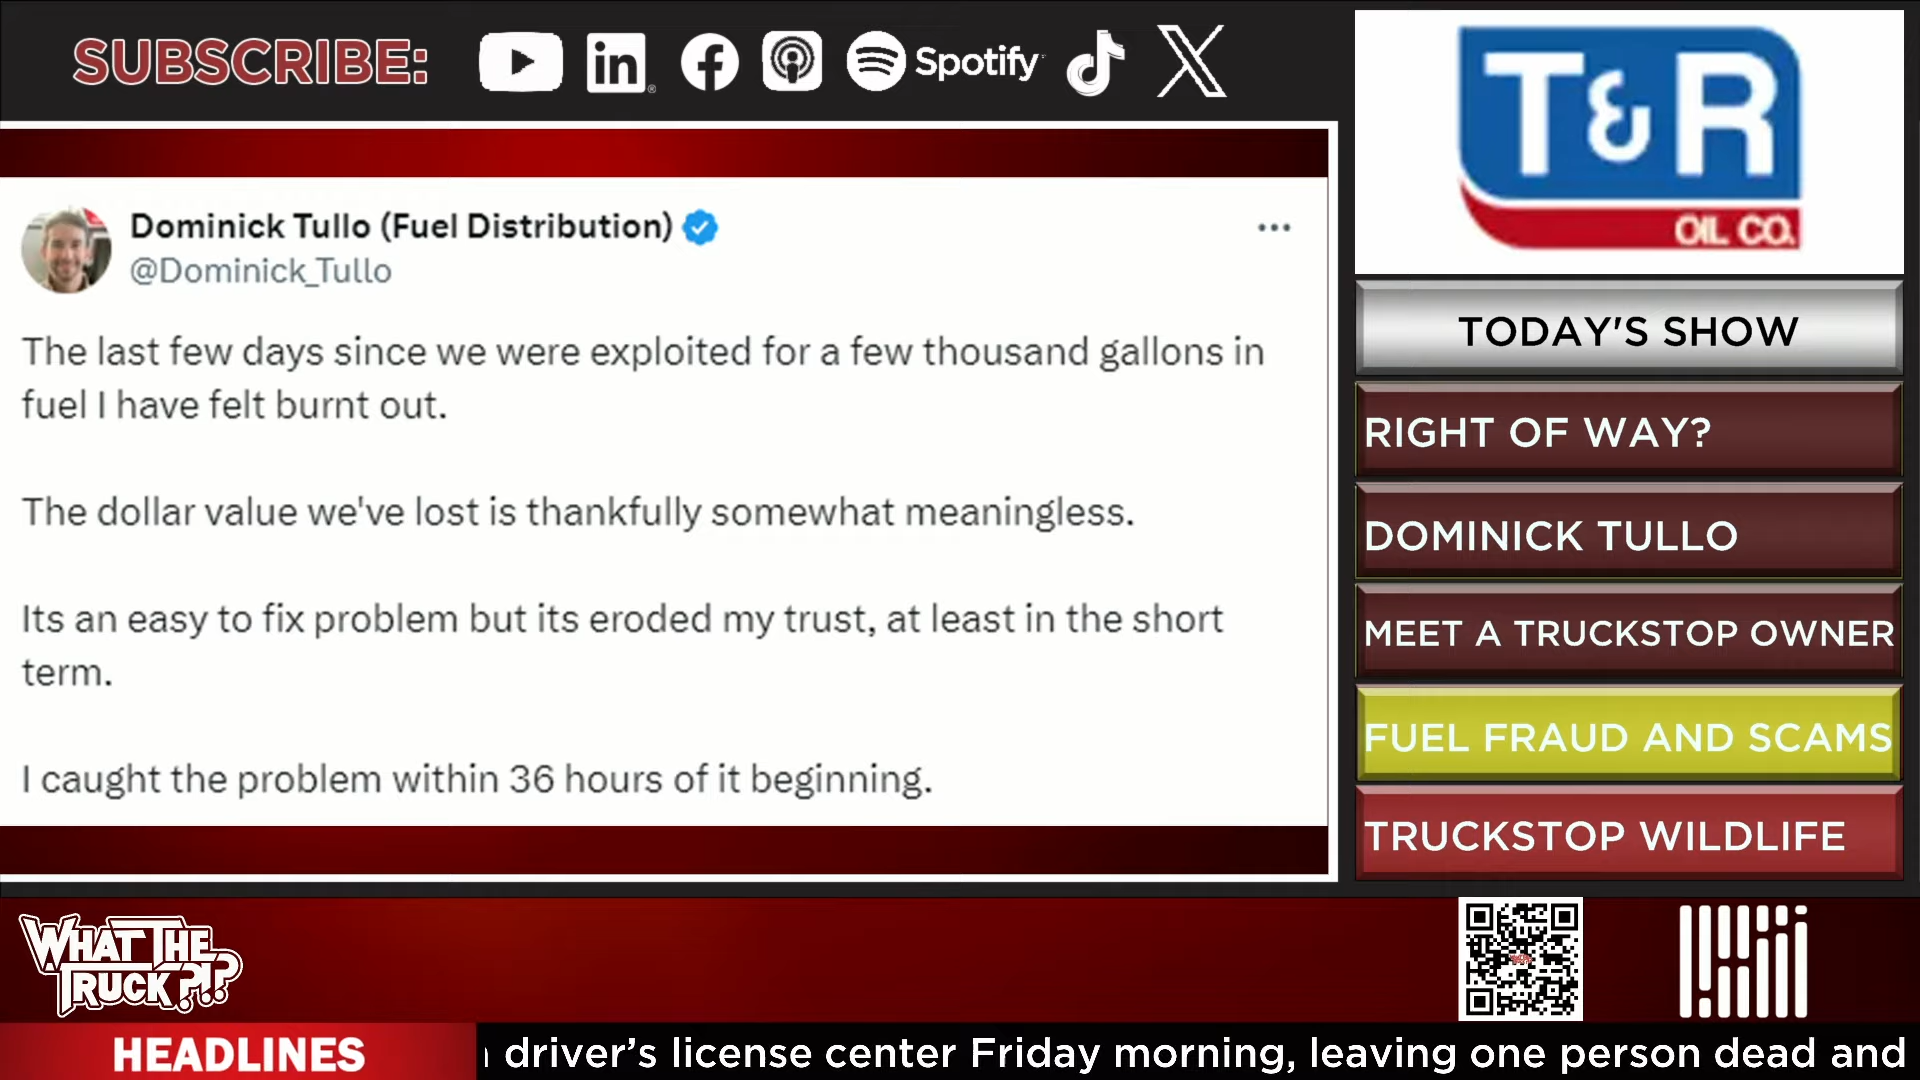 SUBSCRIBE:
Spotify
T&R
OIL CO.
Dominick Tullo (Fuel Distribution)
@Dominick_Tullo
The last few days since we were exploited for a few thousand gallons in
fuel I have felt burnt out.
The dollar value we've lost is thankfully somewhat meaningless.
Its an easy to fix problem but its eroded my trust, at least in the short
term.
I caught the problem within 36 hours of it beginning.
TODAY'S SHOW
RIGHT OF WAY?
DOMINICK TULLO
MEET A TRUCKSTOP OWNER
FUEL FRAUD AND SCAMS
TRUCKSTOP WILDLIFE
WHAT THE
TRUCK?!?
HEADLINES
driver’s license center Friday morning, leaving one person dead and